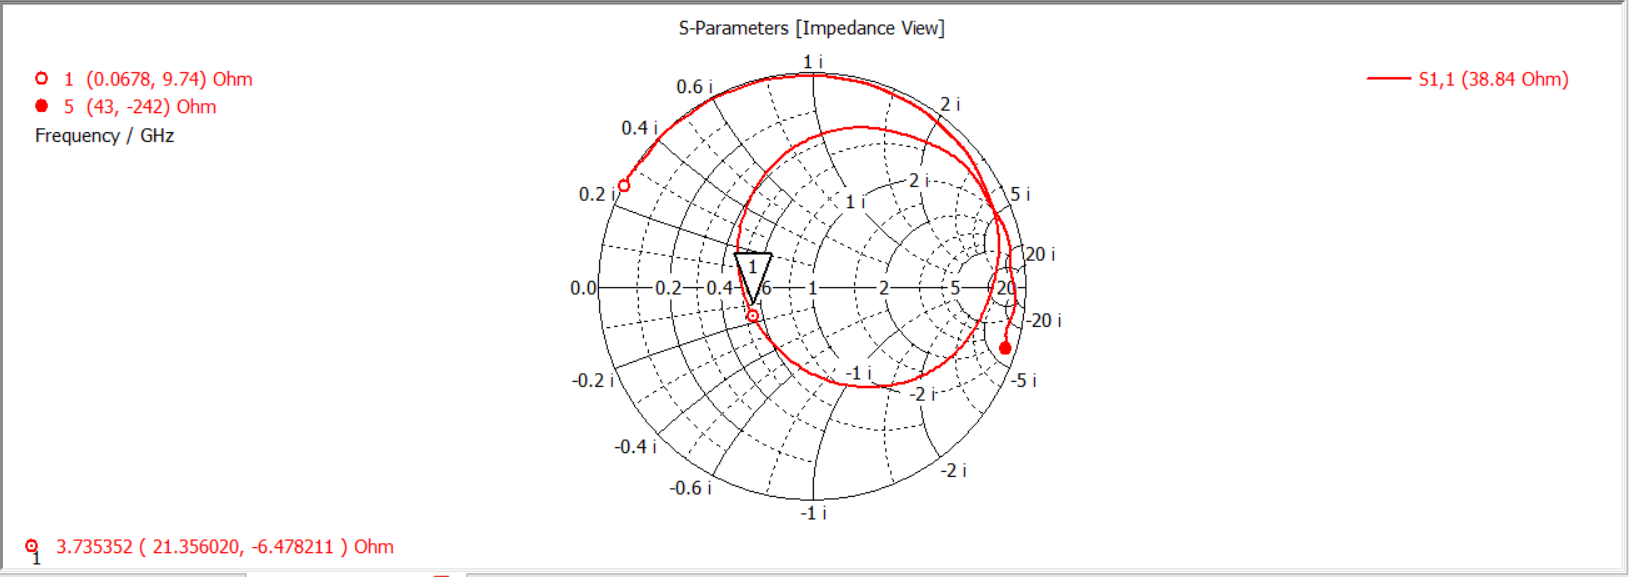 S-Parameters [Impedance View]
1 (0.0678, 9.74) Ohm
5 (43, -242) Ohm
Frequency / GHz
S1,1 (38.84 Ohm)
1 i
0.6 i
2 i
0.4 i
0.2 i
2 i
5 i
1 i
20 i
1
0.0
0.2
0.4
6
1
2
5
20
-20 i
-0.2 i
-1 i
-2 i
-5 i
-0.4 i
-2 i
-0.6 i
-1 i
3.735352 ( 21.356020, -6.478211 ) Ohm
1